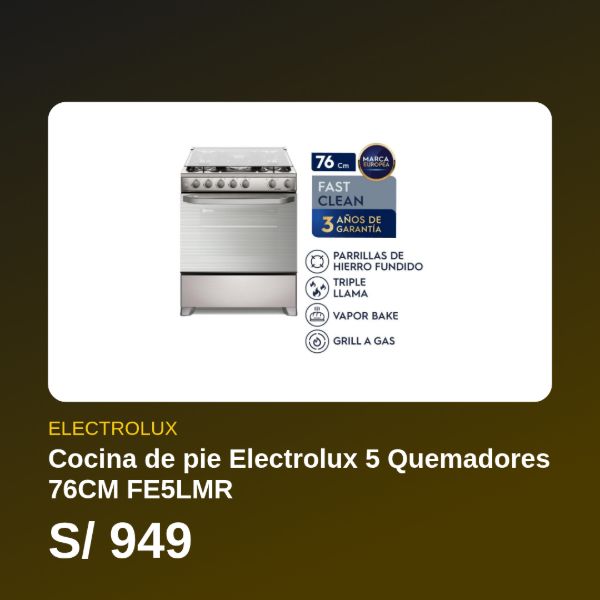 76 Cm
MARCA
EUROPEA
FAST
CLEAN
3 AÑOS DE
GARANTÍA
PARRILLAS DE
HIERRO FUNDIDO
TRIPLE
LLAMA
VAPOR BAKE
GRILL A GAS
ELECTROLUX
Cocina de pie Electrolux 5 Quemadores
76CM FE5LMR
S/ 949